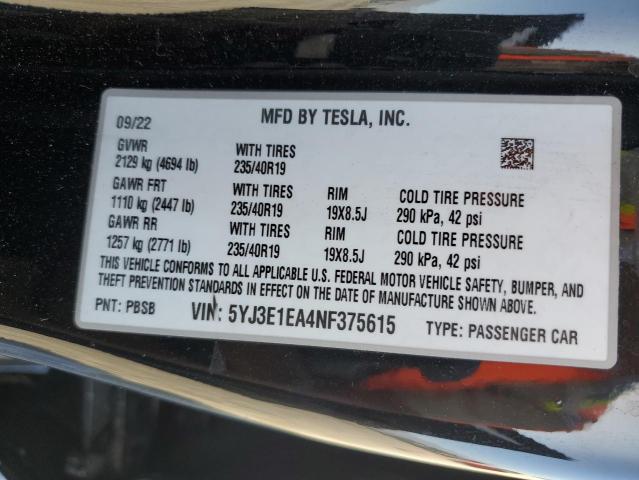 MFD BY TESLA, INC.
09/22
GVWR WITH TIRES
2129 kg (4694 lb) 235/40R19
GAWR FRT WITH TIRES RIM COLD TIRE PRESSURE
1110 kg (2447 lb) 235/40R19 19X8.5J 290 kPa, 42 psi
GAWR RR WITH TIRES RIM COLD TIRE PRESSURE
1257 kg (2771 lb) 235/40R19 19X8.5J 290 kPa, 42 psi
THIS VEHICLE CONFORMS TO ALL APPLICABLE U.S. FEDERAL MOTOR VEHICLE SAFETY, BUMPER, AND
THEFT PREVENTION STANDARDS IN EFFECT ON THE DATE OF MANUFACTURE SHOWN ABOVE.
PNT: PBSB VIN: 5YJ3E1EA4NF375615 TYPE: PASSENGER CAR